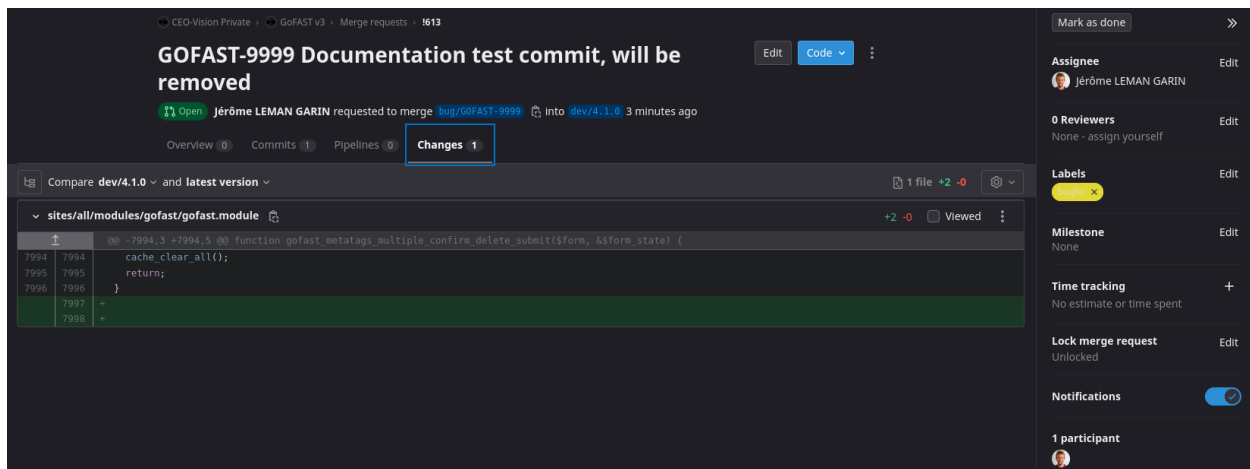 CEO-Vision Private › GoFAST v3 › Merge requests › !613
GOFAST-9999 Documentation test commit, will be
removed
Edit
Code
Open Jérôme LEMAN GARIN requested to merge bug/GOFAST-9999 into dev/4.1.0 3 minutes ago
Overview 0 Commits 1 Pipelines 0 Changes 1
Compare dev/4.1.0 and latest version
1 file +2 -0
sites/all/modules/gofast/gofast.module
+2 -0 Viewed
@@ -7994,3 +7994,5 @@ function gofast_metatags_multiple_confirm_delete_submit($form, &$form_state) {
7994 7994 cache_clear_all();
7995 7995 return;
7996 7996 }
7997 +
7998 +
Mark as done
Assignee Edit
Jérôme LEMAN GARIN
0 Reviewers Edit
None - assign yourself
Labels Edit
Milestone Edit
None
Time tracking +
No estimate or time spent
Lock merge request Edit
Unlocked
Notifications
1 participant